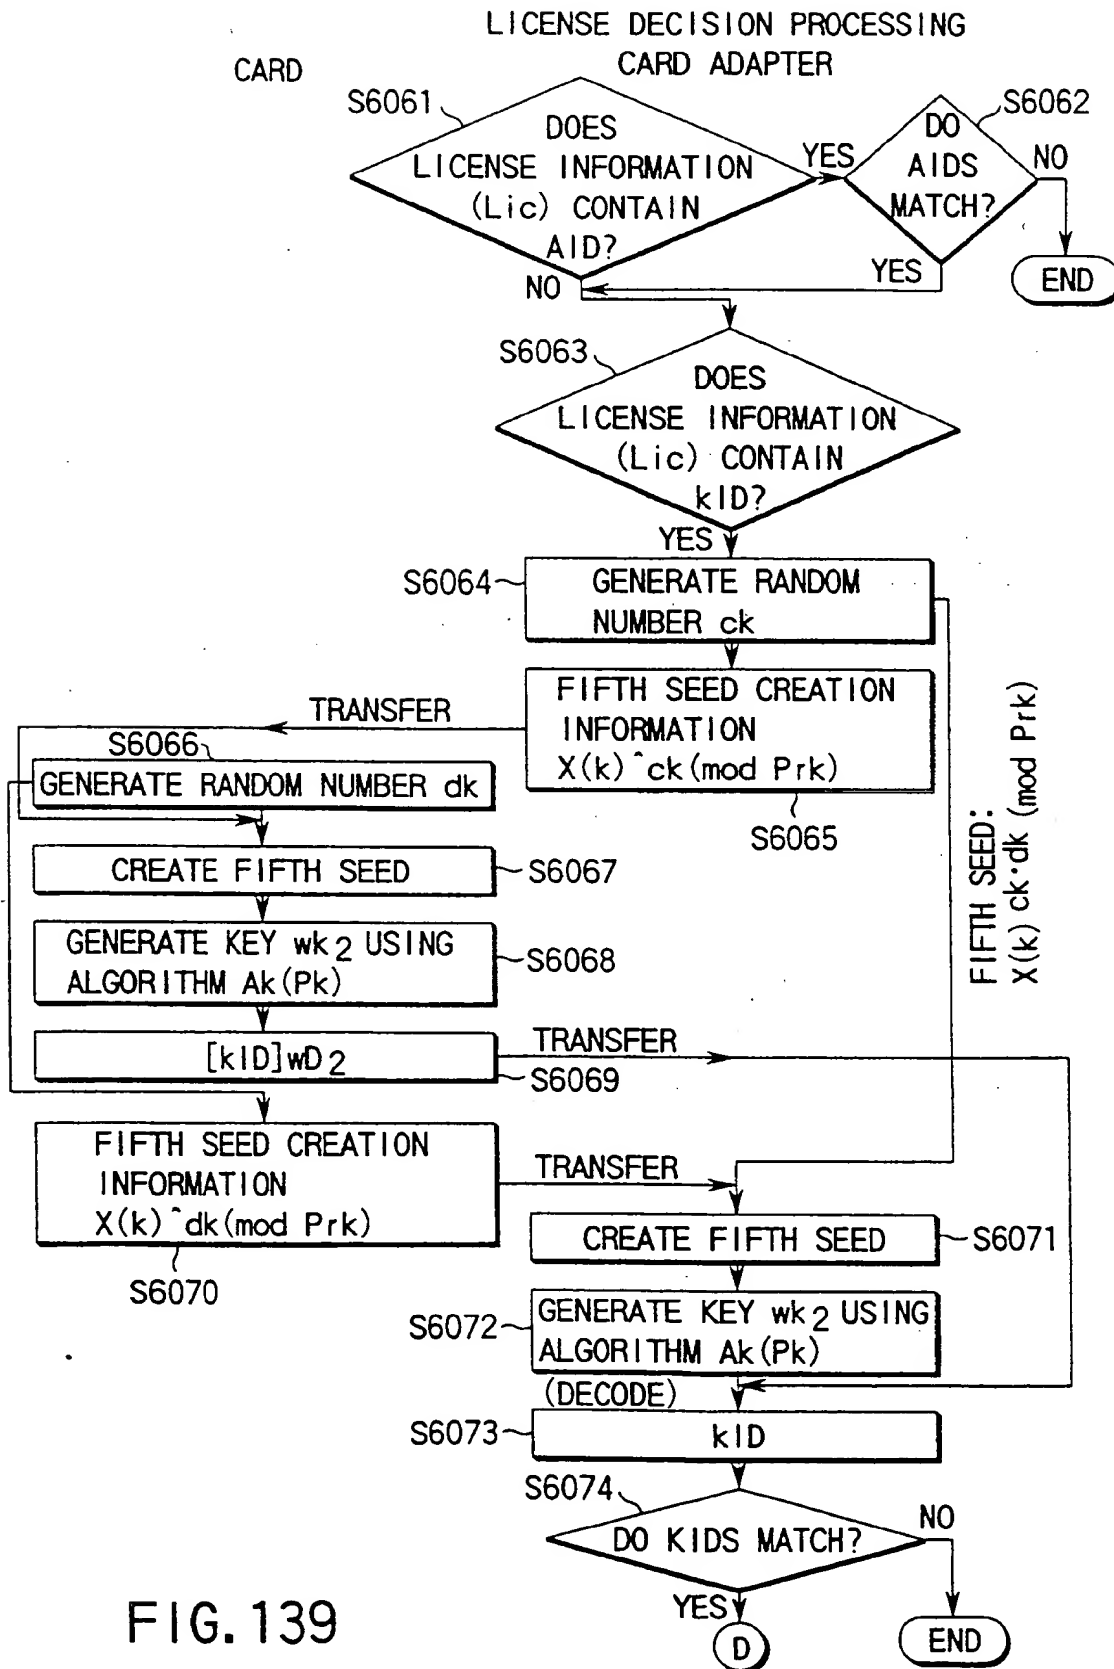 LICENSE DECISION PROCESSING
CARD ADAPTER
CARD
S6061
DOES
LICENSE INFORMATION
(Lic) CONTAIN
AID?
YES
S6062
DO
AIDS
MATCH?
NO
END
YES
NO
S6063
DOES
LICENSE INFORMATION
(Lic) CONTAIN
kID?
YES
S6064
GENERATE RANDOM
NUMBER ck
FIFTH SEED CREATION
INFORMATION
X(k)^ck(mod Prk)
S6065
TRANSFER
S6066
GENERATE RANDOM NUMBER dk
CREATE FIFTH SEED
S6067
GENERATE KEY wk2 USING
ALGORITHM Ak(Pk)
S6068
[kID]wD2
S6069
TRANSFER
FIFTH SEED:
X(k) ck·dk (mod Prk)
FIFTH SEED CREATION
INFORMATION
X(k)^dk(mod Prk)
S6070
TRANSFER
CREATE FIFTH SEED
S6071
S6072
GENERATE KEY wk2 USING
ALGORITHM Ak(Pk)
(DECODE)
S6073
kID
S6074
DO KIDS MATCH?
NO
YES
D
END
FIG.139